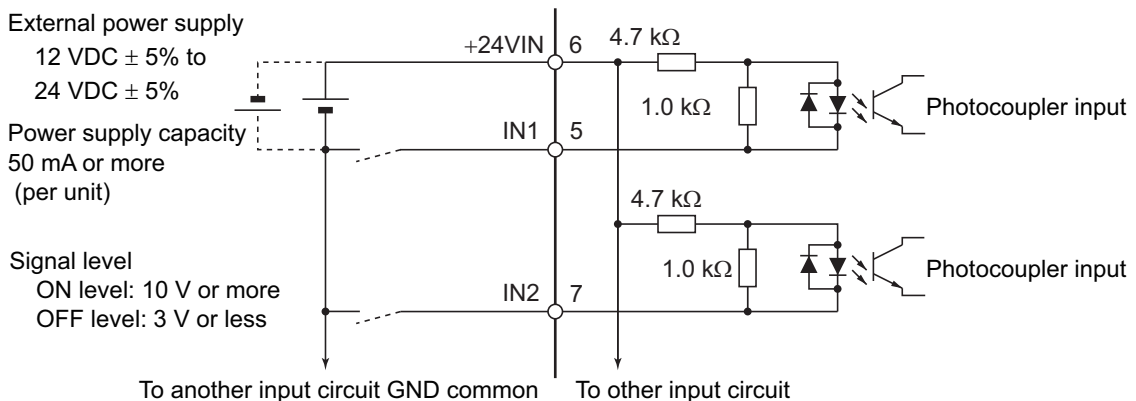 External power supply
12 VDC ± 5% to
24 VDC ± 5%
Power supply capacity
50 mA or more
(per unit)
Signal level
ON level: 10 V or more
OFF level: 3 V or less
+24VIN
6
4.7 kΩ
1.0 kΩ
Photocoupler input
IN1
5
4.7 kΩ
1.0 kΩ
Photocoupler input
IN2
7
To another input circuit GND common
To other input circuit